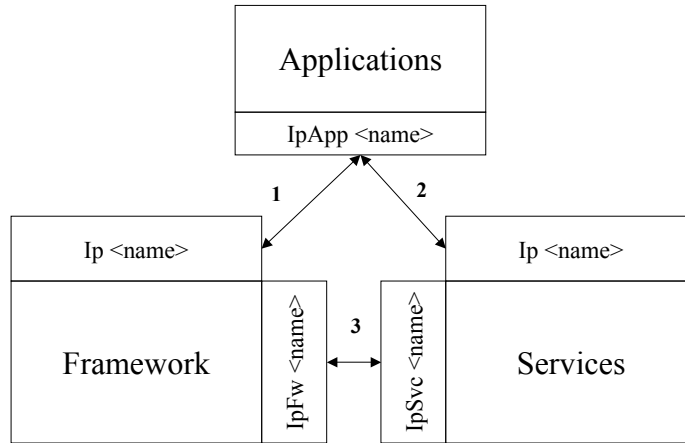 Applications
IpApp <name>
1
2
Ip <name>
Ip <name>
Framework
IpFw <name>
3
IpSvc <name>
Services